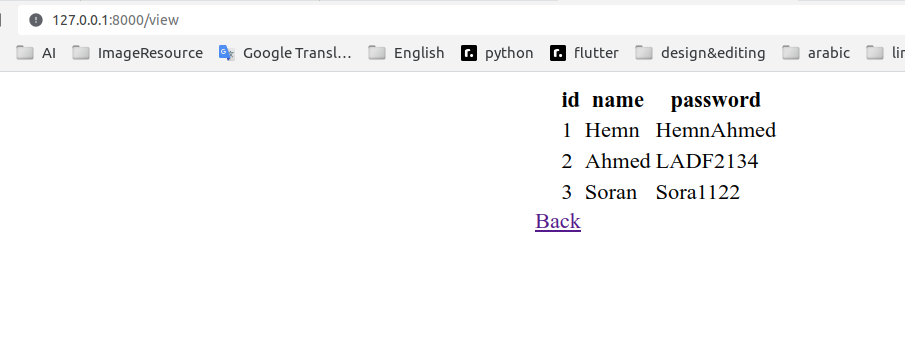 127.0.0.1:8000/view
AI ImageResource Google Transl... English r. python r. flutter design&editing arabic
id name password
1 Hemn HemnAhmed
2 Ahmed LADF2134
3 Soran Sora1122
Back